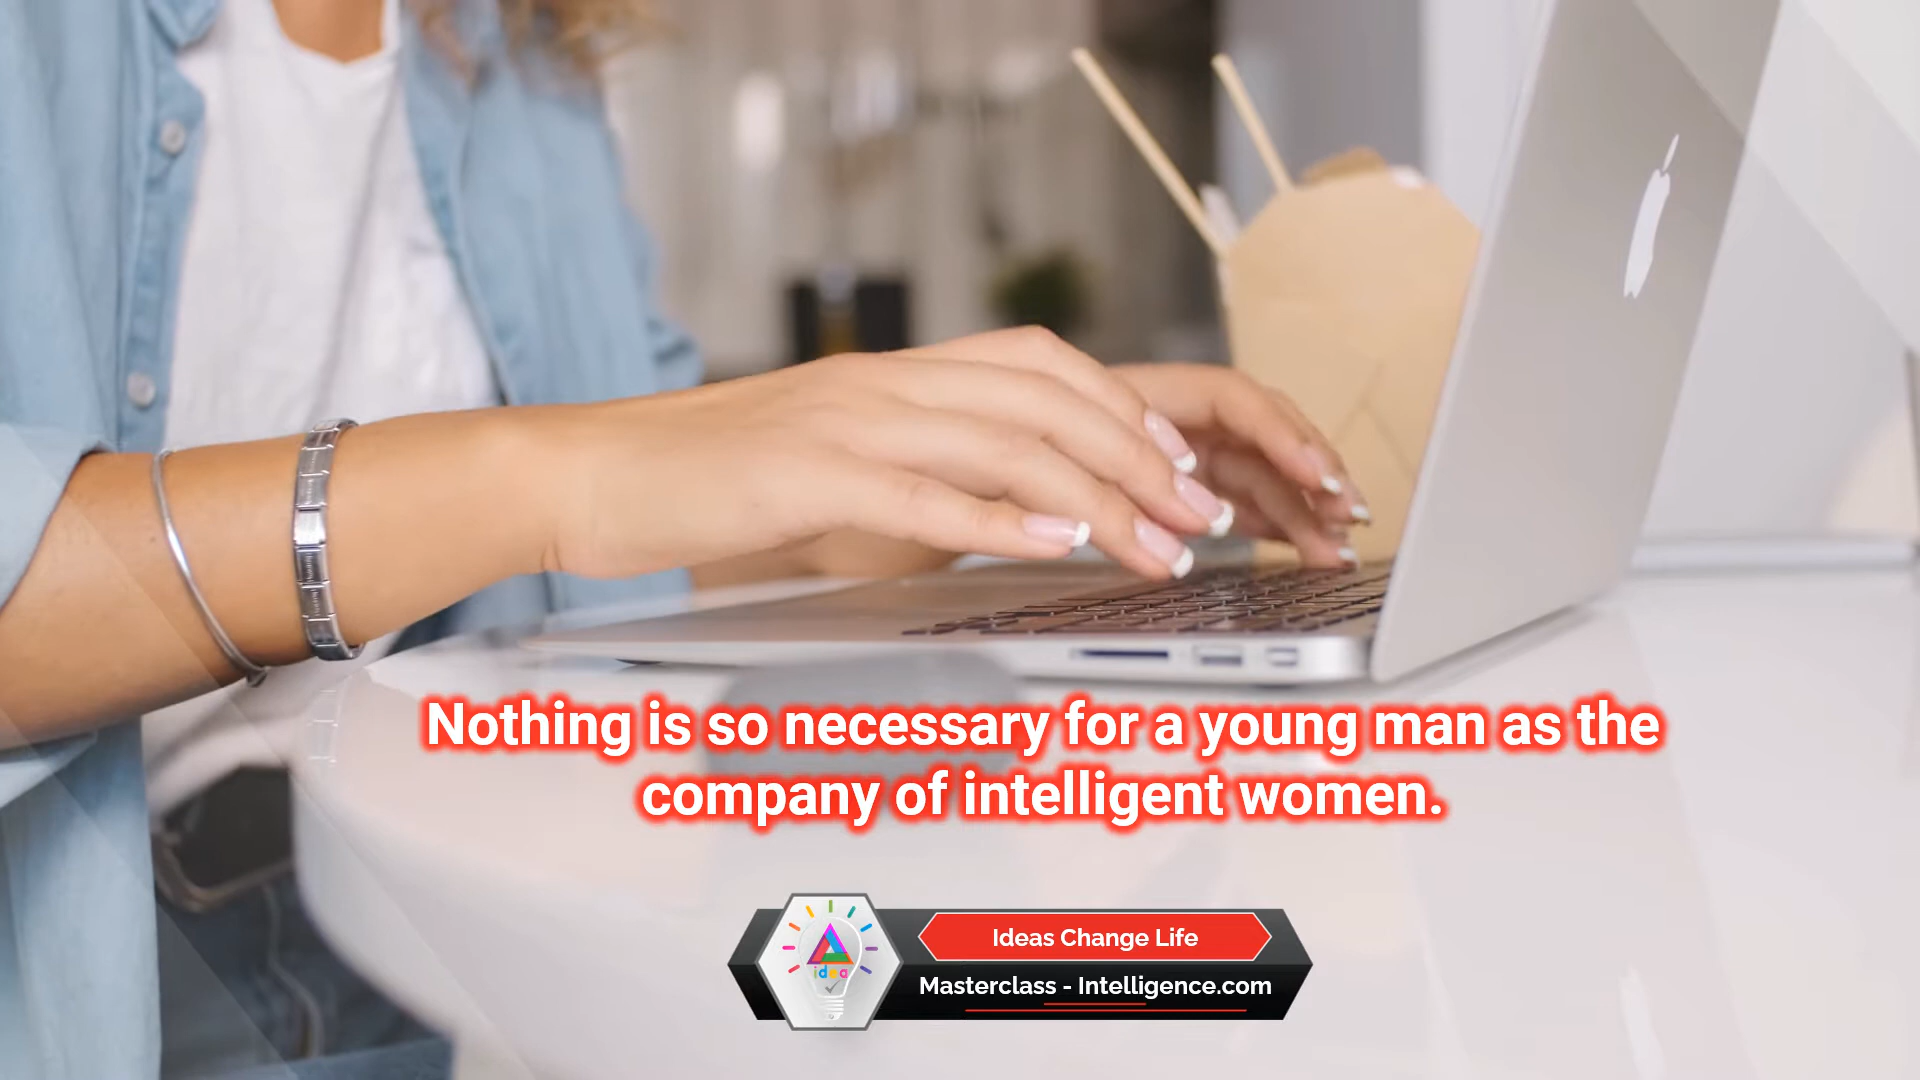 Nothing is so necessary for a young man as the
company of intelligent women.
idea
Ideas Change Life
Masterclass - Intelligence.com